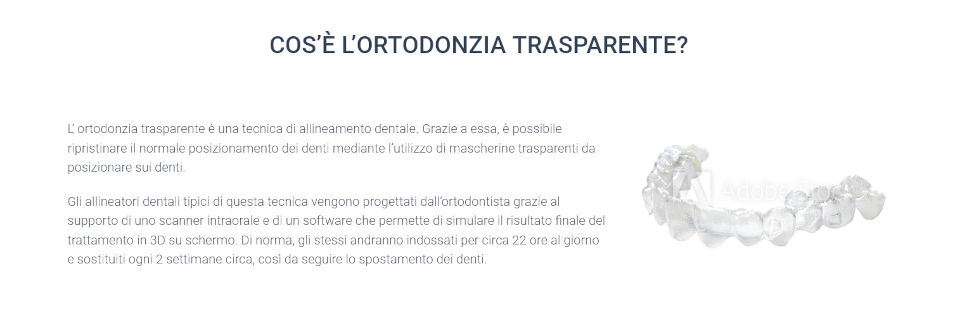 COS'È L'ORTODONZIA TRASPARENTE?
L' ortodonzia trasparente è una tecnica di allineamento dentale. Grazie a essa, è possibile
ripristinare il normale posizionamento dei denti mediante l'utilizzo di mascherine trasparenti da
posizionare sui denti.
Gli allineatori dentali tipici di questa tecnica vengono progettati dall'ortodontista grazie al
supporto di uno scanner intraorale e di un software che permette di simulare il risultato finale del
trattamento in 3D su schermo. Di norma, gli stessi andranno indossati per circa 22 ore al giorno
e sostituiti ogni 2 settimane circa, così da seguire lo spostamento dei denti.
Adobe